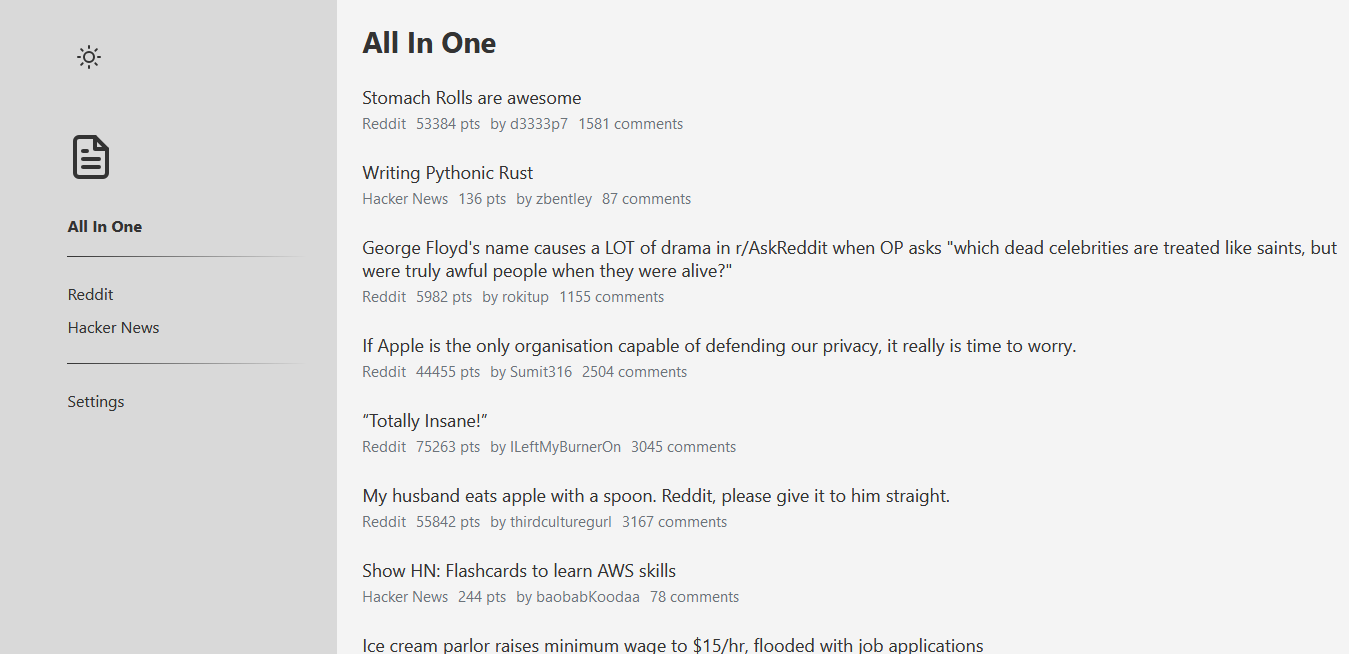 All In One
Reddit
Hacker News
Settings
All In One
Stomach Rolls are awesome
Reddit 53384 pts by d3333p7 1581 comments
Writing Pythonic Rust
Hacker News 136 pts by zbentley 87 comments
George Floyd's name causes a LOT of drama in r/AskReddit when OP asks "which dead celebrities are treated like saints, but
were truly awful people when they were alive?"
Reddit 5982 pts by rokitup 1155 comments
If Apple is the only organisation capable of defending our privacy, it really is time to worry.
Reddit 44455 pts by Sumit316 2504 comments
“Totally Insane!”
Reddit 75263 pts by ILeftMyBurnerOn 3045 comments
My husband eats apple with a spoon. Reddit, please give it to him straight.
Reddit 55842 pts by thirdculturegurl 3167 comments
Show HN: Flashcards to learn AWS skills
Hacker News 244 pts by baobabKoodaa 78 comments
Ice cream parlor raises minimum wage to $15/hr, flooded with job applications